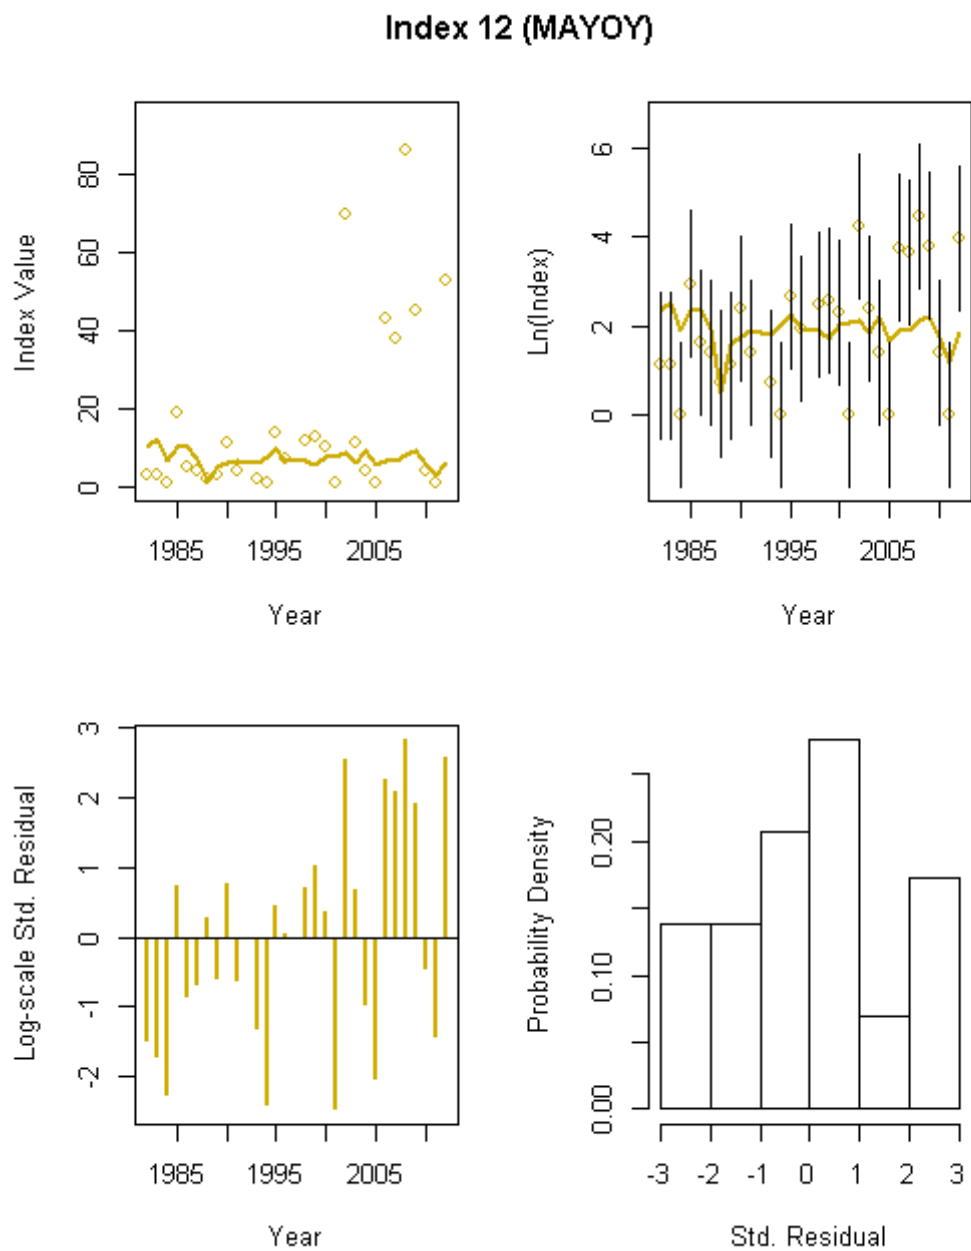 Index 12 (MAYOY)
Index Value
0 20 40 60 80
1985 1995 2005
Year
Ln(Index)
0 2 4 6
1985 1995 2005
Year
Log-scale Std. Residual
-2 -1 0 1 2 3
1985 1995 2005
Year
Probability Density
0.00 0.10 0.20
-3 -2 -1 0 1 2 3
Std. Residual